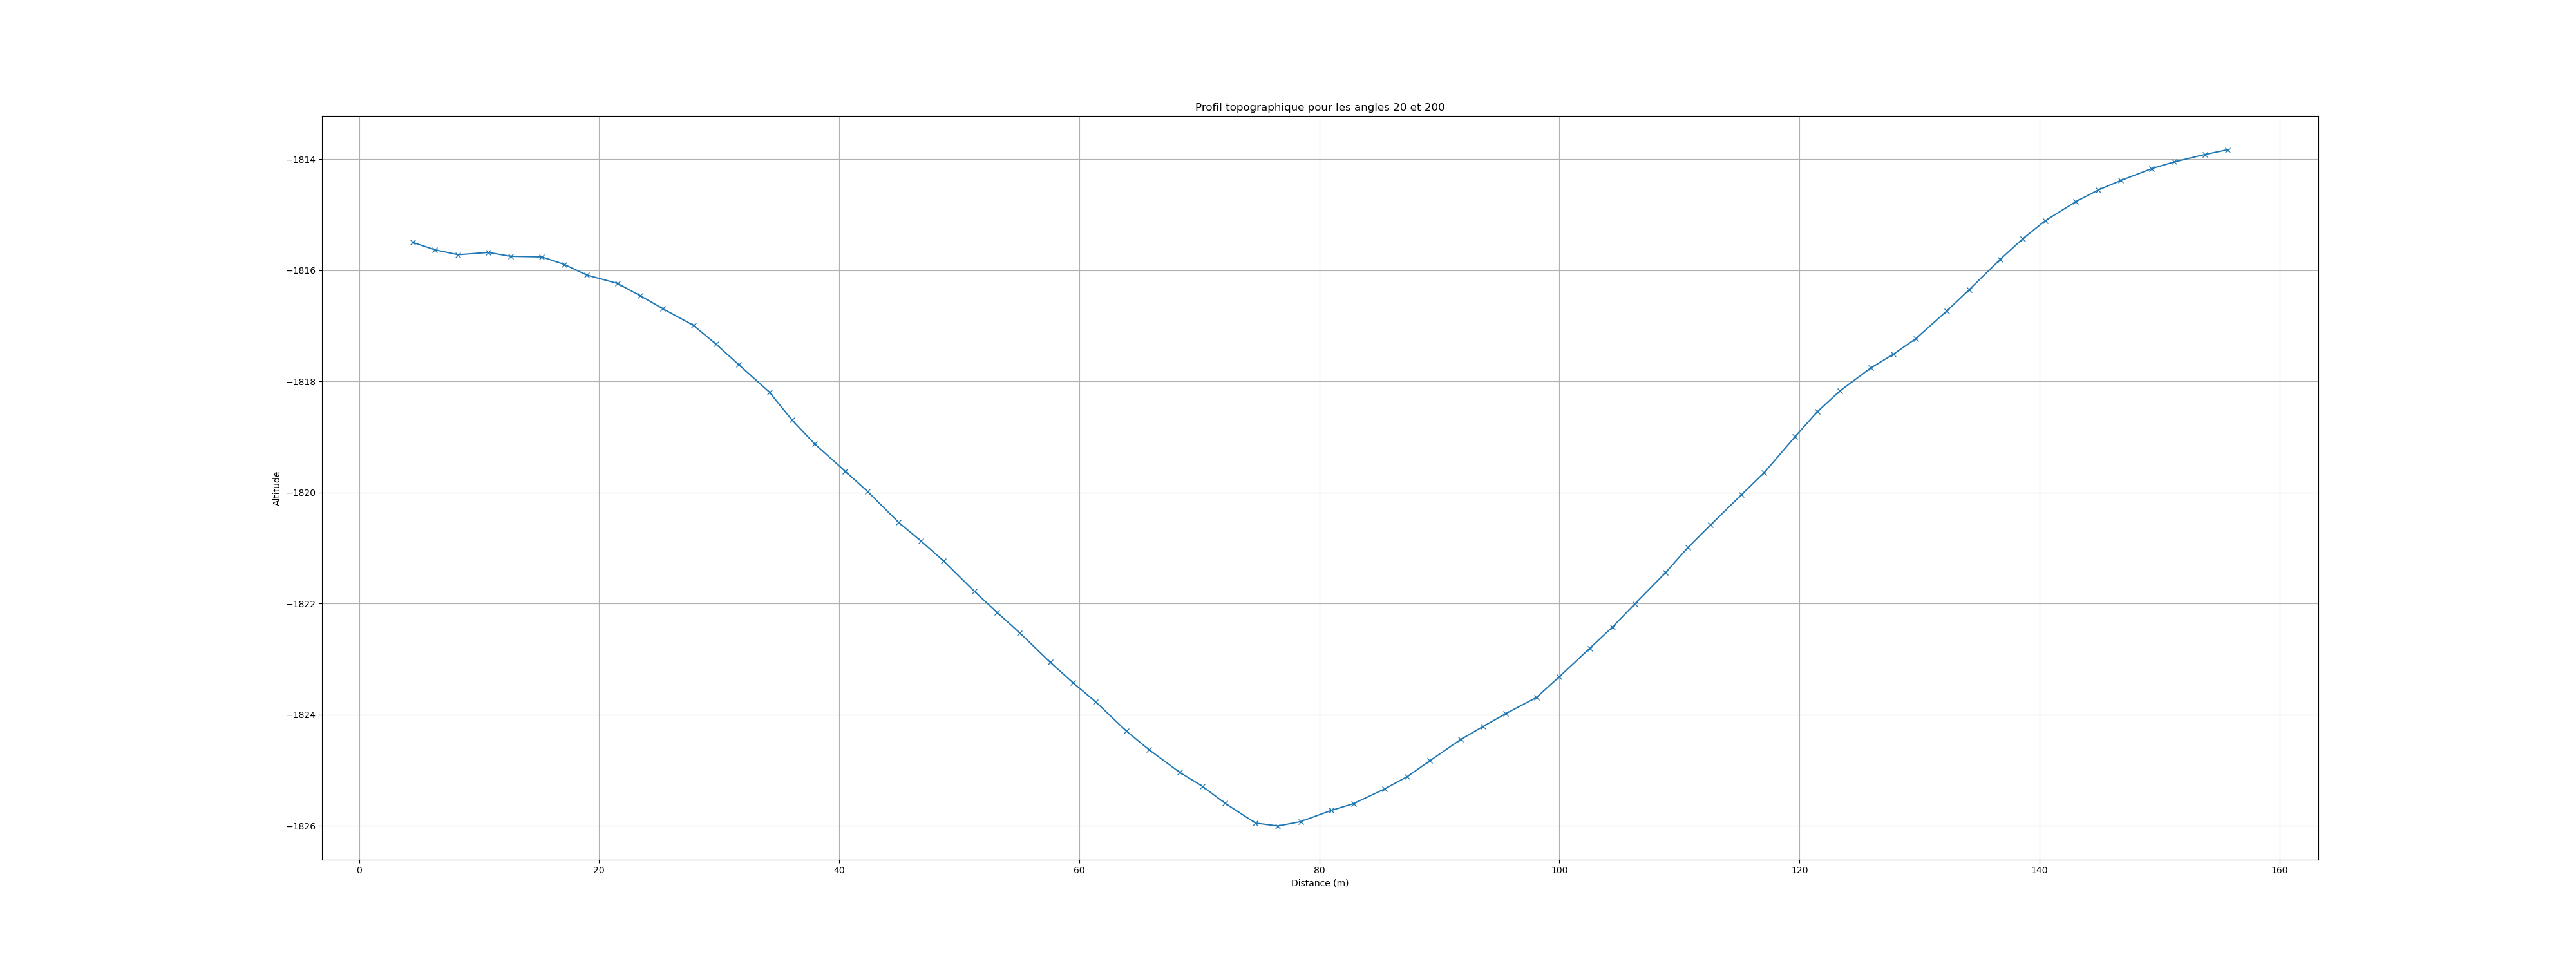 Profil topographique pour les angles 20 et 200
Altitude
−1814
−1816
−1818
−1820
−1822
−1824
−1826
0 20 40 60 80 100 120 140 160
Distance (m)